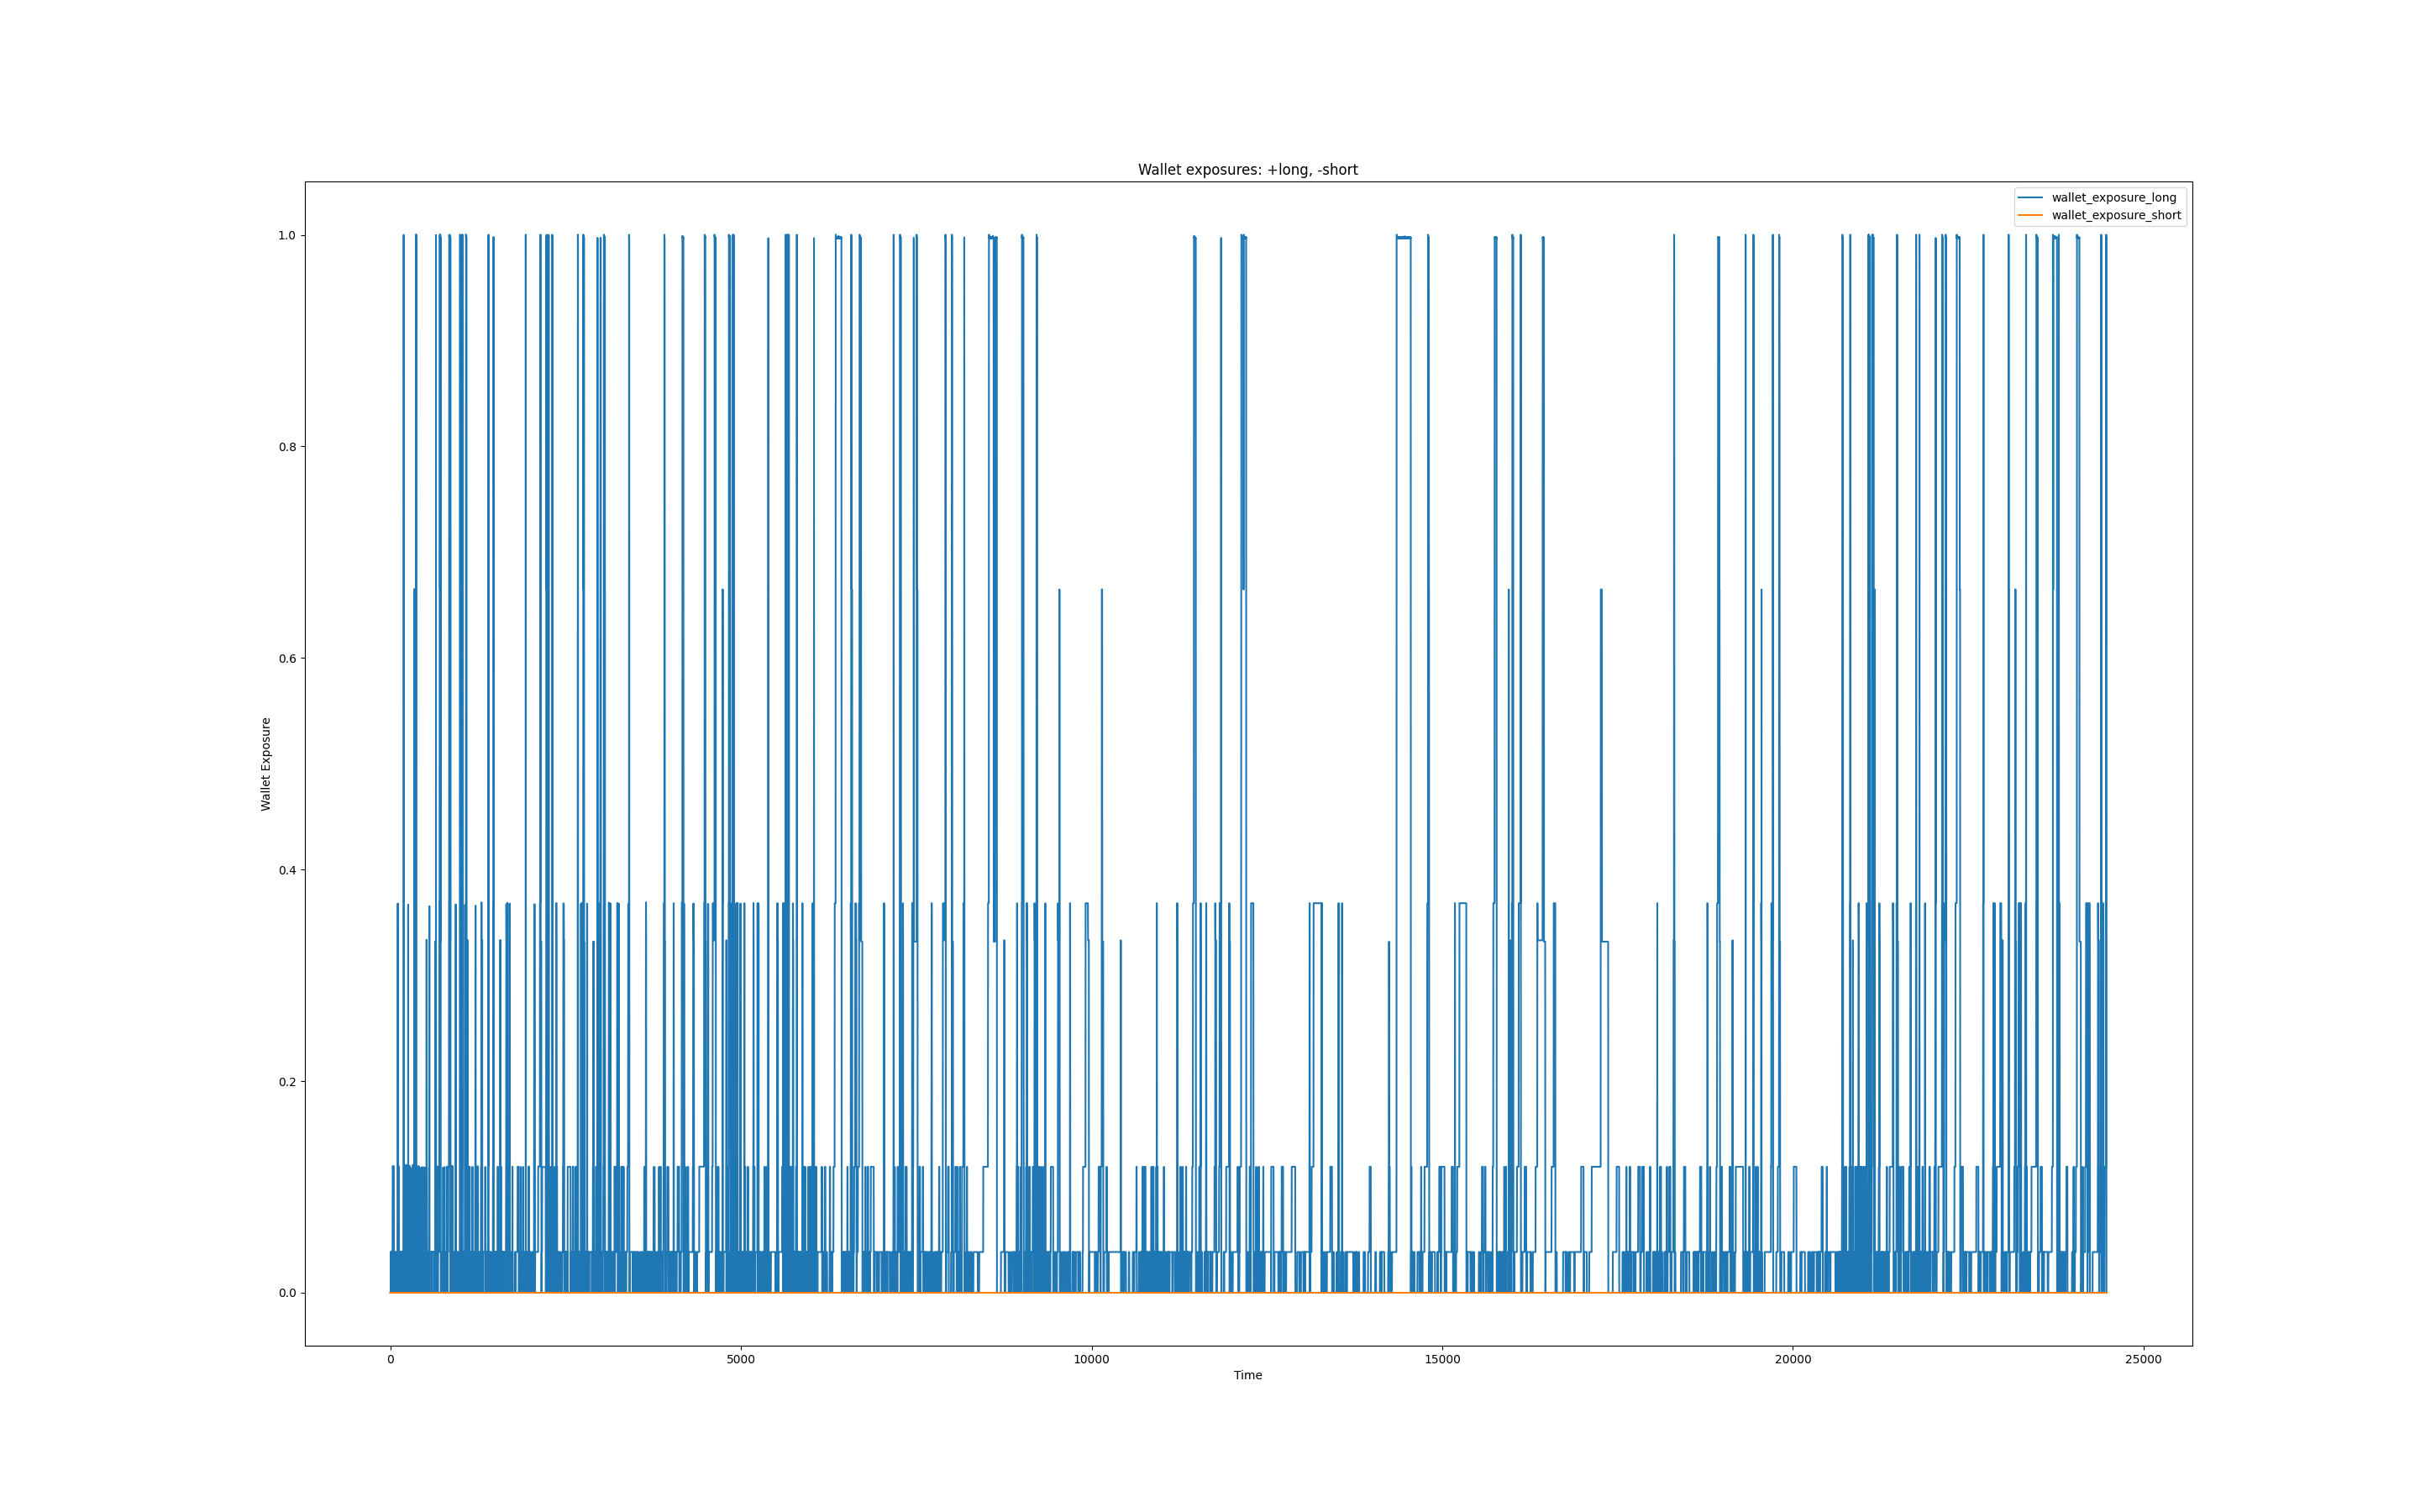 Wallet exposures: +long, -short
wallet_exposure_long
wallet_exposure_short
1.0
0.8
0.6
0.4
0.2
0.0
Wallet Exposure
0 5000 10000 15000 20000 25000
Time